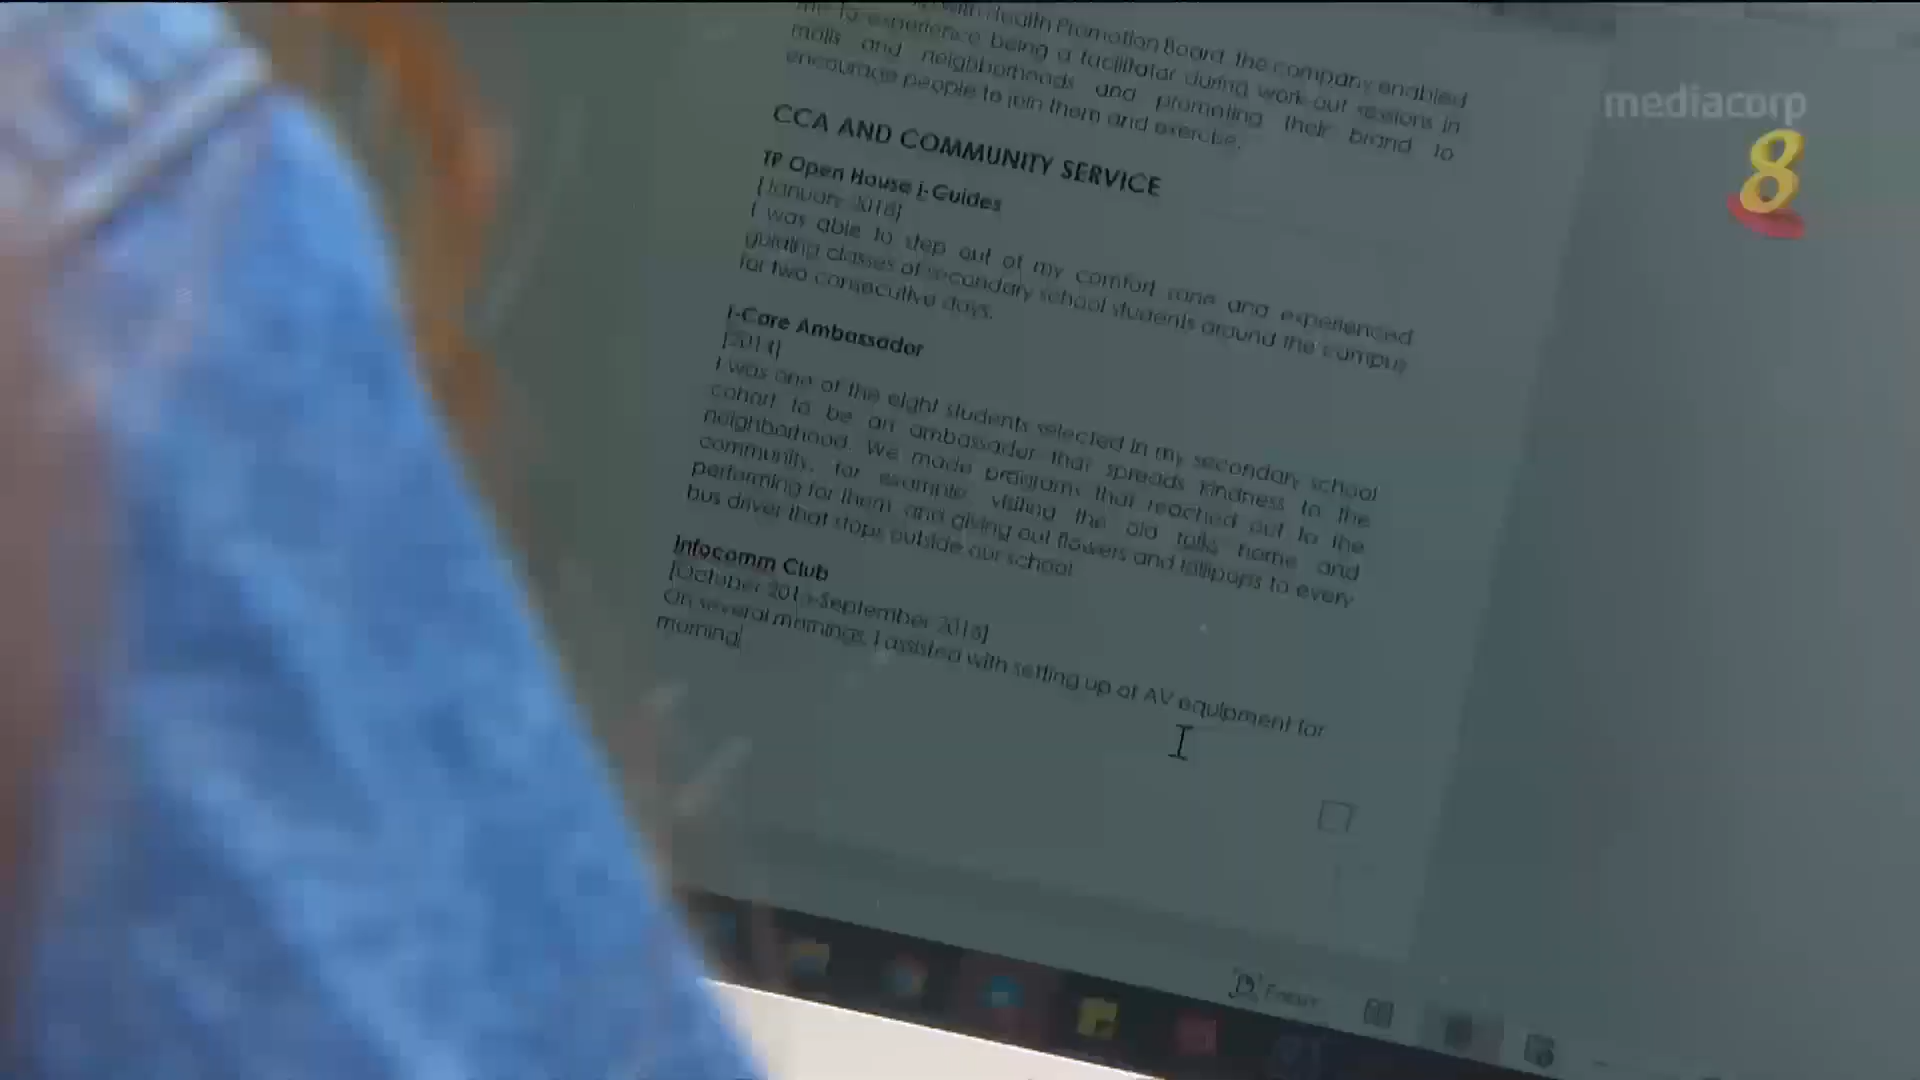 with Health Promotion Board, the company enabled
me to experience being a facilitator during work-out sessions in
malls and neighborhoods and promoting their brand to
encourage people to join them and exercise.
CCA AND COMMUNITY SERVICE
TP Open House i-Guides
[January 2018]
I was able to step out of my comfort zone and experienced
guiding classes of secondary school students around the campus
for two consecutive days.
i-Care Ambassador
[2014]
I was one of the eight students selected in my secondary school
cohort to be an ambassador that spreads kindness to the
neighborhood. We made programs that reached out to the
community, for example, visiting the old folks home and
performing for them and giving out flowers and lollipops to every
bus driver that stops outside our school
Infocomm Club
On several mornings, I assisted with setting up of AV equipment for
morning
Focus
mediacorp
8